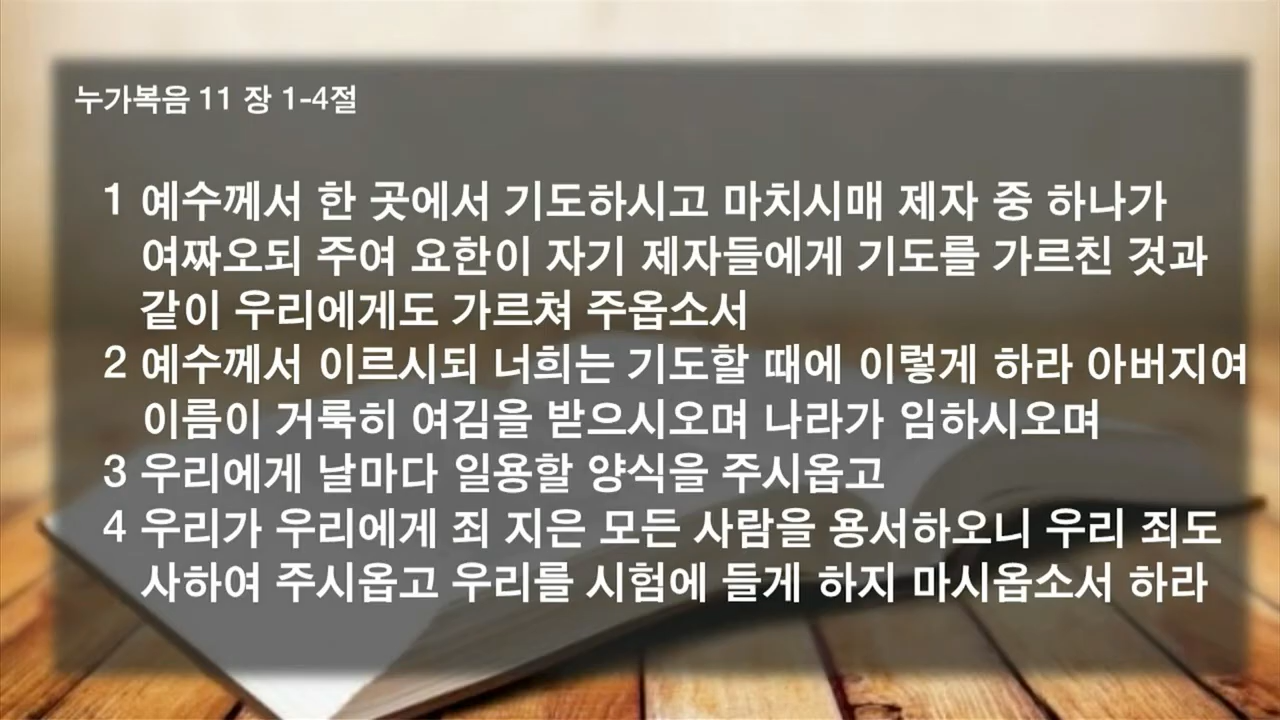 누가복음 11 장 1-4절
1 예수께서 한 곳에서 기도하시고 마치시매 제자 중 하나가
여짜오되 주여 요한이 자기 제자들에게 기도를 가르친 것과
같이 우리에게도 가르쳐 주옵소서
2 예수께서 이르시되 너희는 기도할 때에 이렇게 하라 아버지여
이름이 거룩히 여김을 받으시오며 나라가 임하시오며
3 우리에게 날마다 일용할 양식을 주시옵고
4 우리가 우리에게 죄 지은 모든 사람을 용서하오니 우리 죄도
사하여 주시옵고 우리를 시험에 들게 하지 마시옵소서 하라